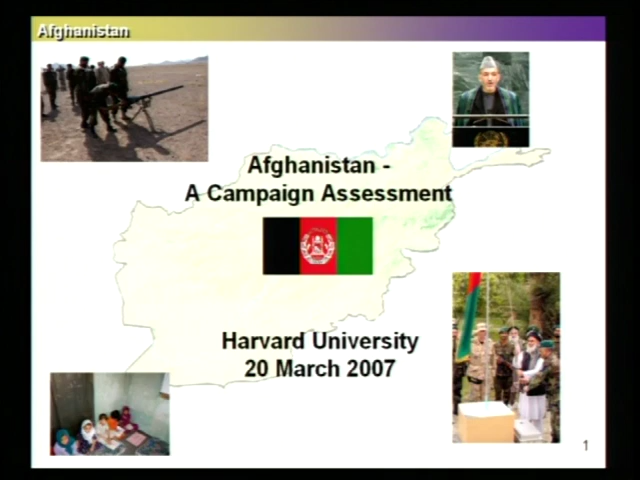 Afghanistan
Afghanistan -
A Campaign Assessment
Harvard University
20 March 2007
1